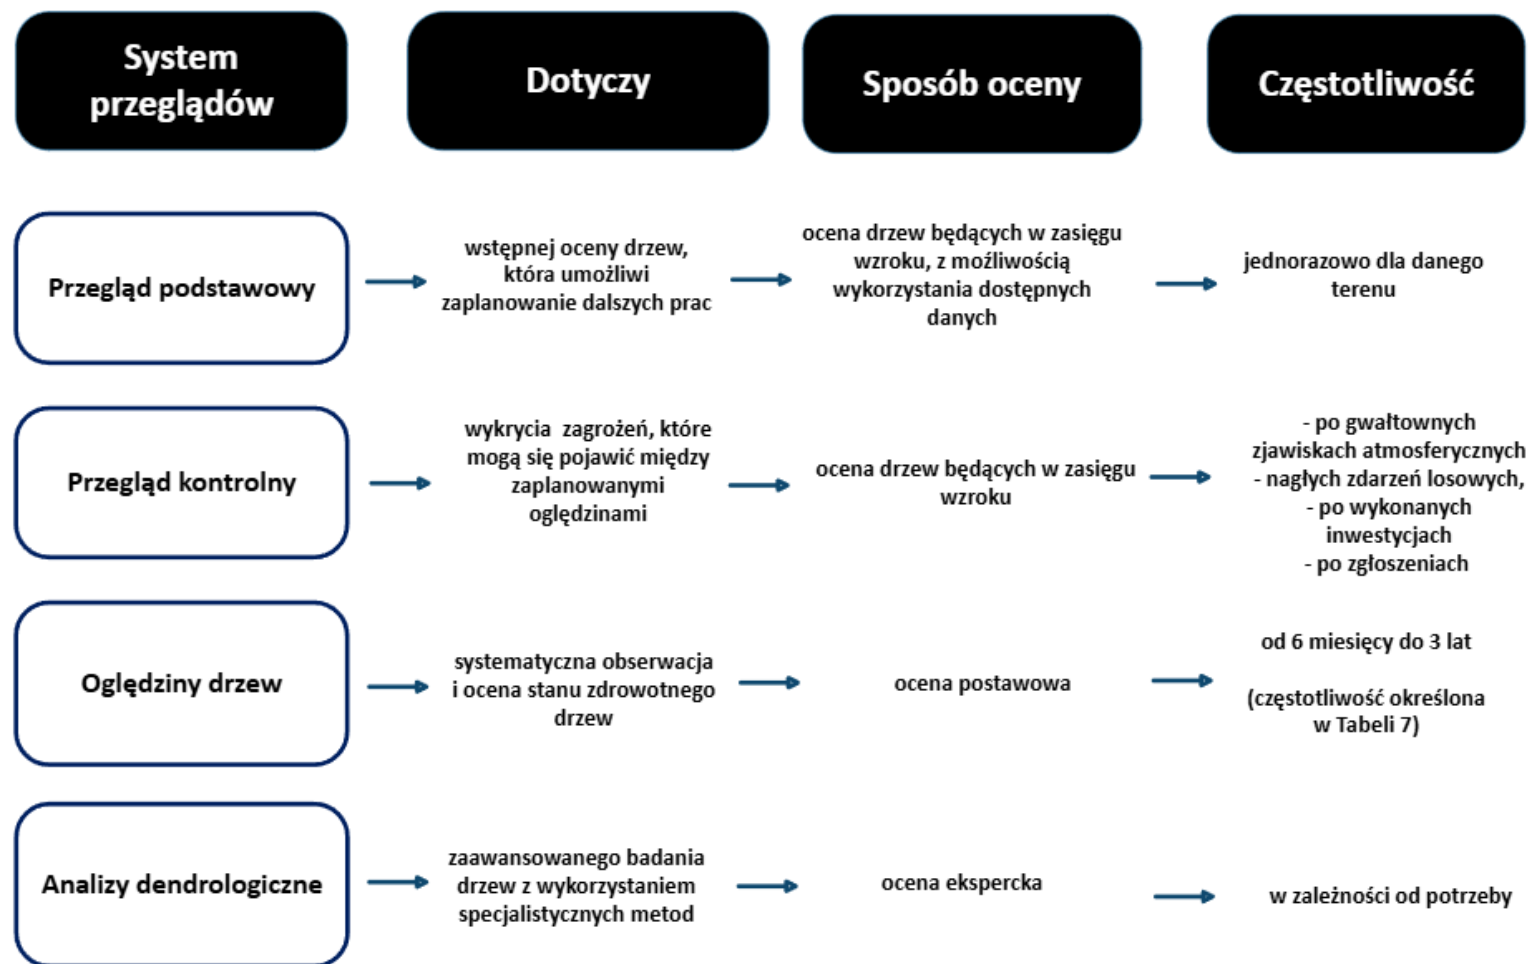 System
przeglądów
Dotyczy
Sposób oceny
Częstotliwość
Przegląd podstawowy
wstępnej oceny drzew,
która umożliwi
zaplanowanie dalszych prac
ocena drzew będących w zasięgu
wzroku, z możliwością
wykorzystania dostępnych
danych
jednorazowo dla danego
terenu
Przegląd kontrolny
wykrycia zagrożeń, które
mogą się pojawić między
zaplanowanymi
oględzinami
ocena drzew będących w zasięgu
wzroku
- po gwałtownych
zjawiskach atmosferycznych
- nagłych zdarzeń losowych,
- po wykonanych
inwestycjach
- po zgłoszeniach
Oględziny drzew
systematyczna obserwacja
i ocena stanu zdrowotnego
drzew
ocena postawowa
od 6 miesięcy do 3 lat
(częstotliwość określona
w Tabeli 7)
Analizy dendrologiczne
zaawansowanego badania
drzew z wykorzystaniem
specjalistycznych metod
ocena ekspercka
w zależności od potrzeby